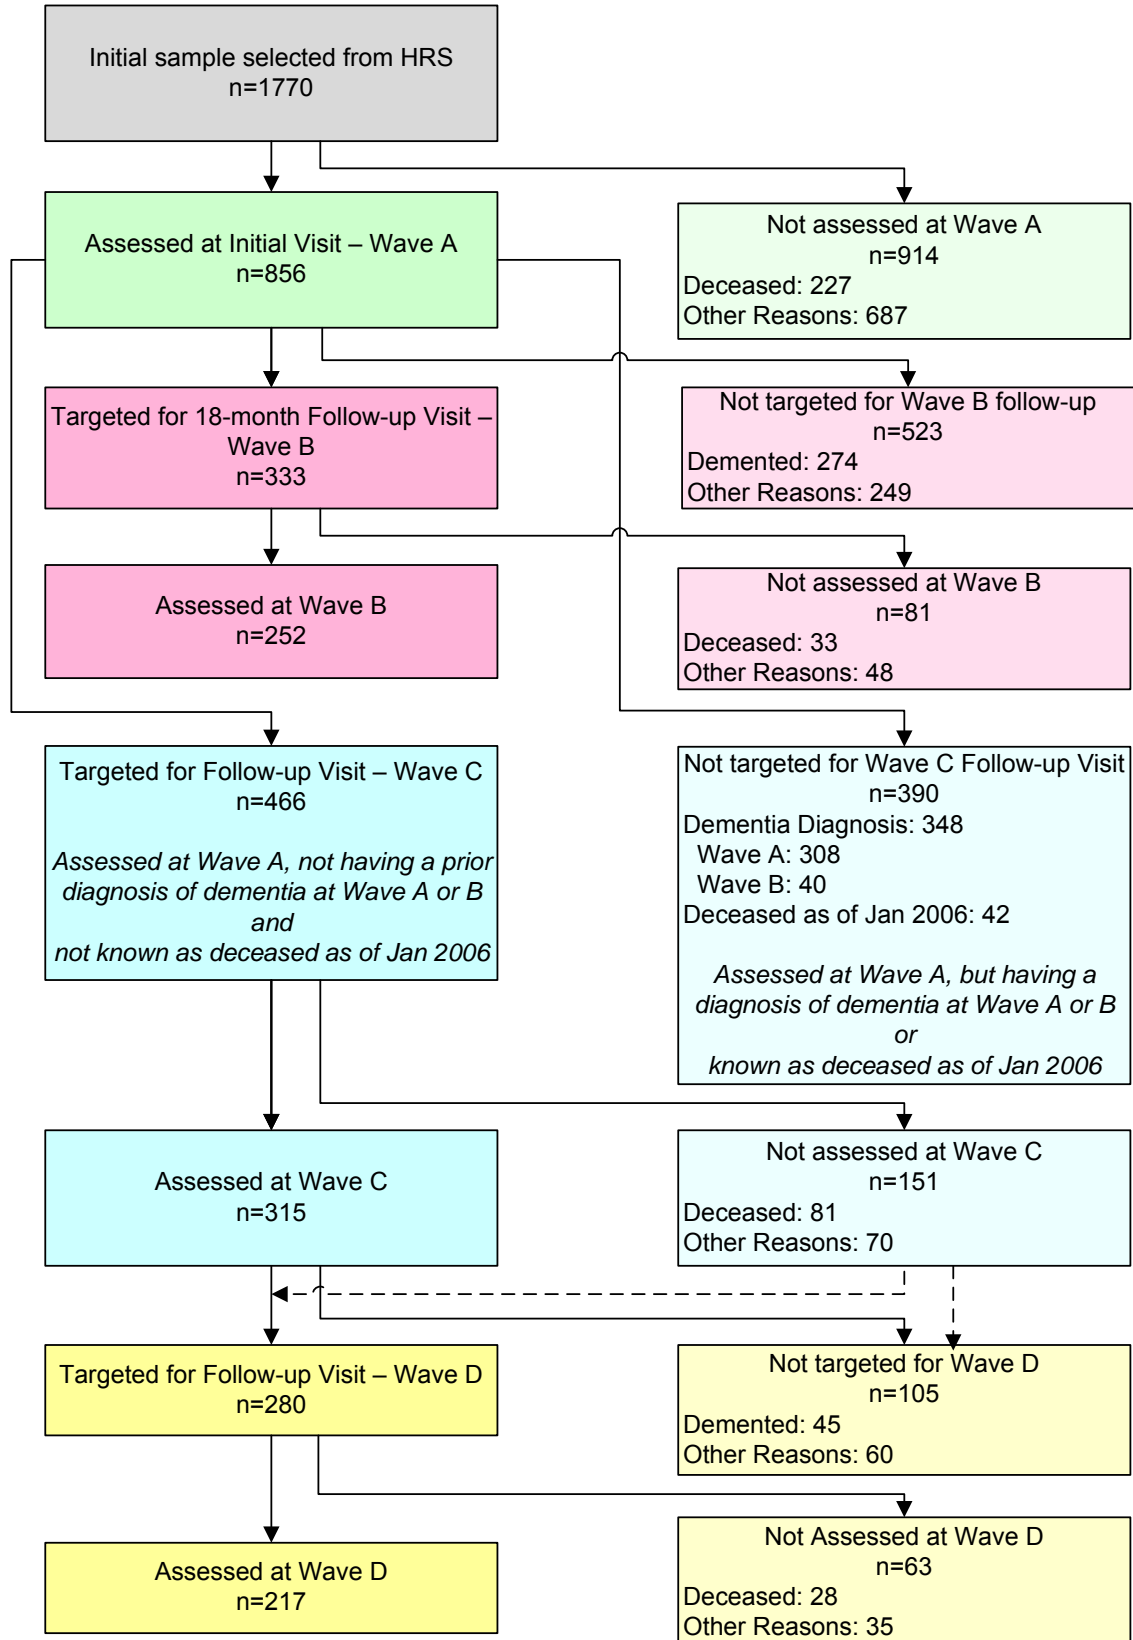 Initial sample selected from HRS
n=1770
Assessed at Initial Visit – Wave A
n=856
Not assessed at Wave A
n=914
Deceased: 227
Other Reasons: 687
Targeted for 18-month Follow-up Visit –
Wave B
n=333
Not targeted for Wave B follow-up
n=523
Demented: 274
Other Reasons: 249
Assessed at Wave B
n=252
Not assessed at Wave B
n=81
Deceased: 33
Other Reasons: 48
Targeted for Follow-up Visit – Wave C
n=466
Assessed at Wave A, not having a prior
diagnosis of dementia at Wave A or B
and
not known as deceased as of Jan 2006
Not targeted for Wave C Follow-up Visit
n=390
Dementia Diagnosis: 348
Wave A: 308
Wave B: 40
Deceased as of Jan 2006: 42
Assessed at Wave A, but having a
diagnosis of dementia at Wave A or B
or
known as deceased as of Jan 2006
Assessed at Wave C
n=315
Not assessed at Wave C
n=151
Deceased: 81
Other Reasons: 70
Targeted for Follow-up Visit – Wave D
n=280
Not targeted for Wave D
n=105
Demented: 45
Other Reasons: 60
Assessed at Wave D
n=217
Not Assessed at Wave D
n=63
Deceased: 28
Other Reasons: 35